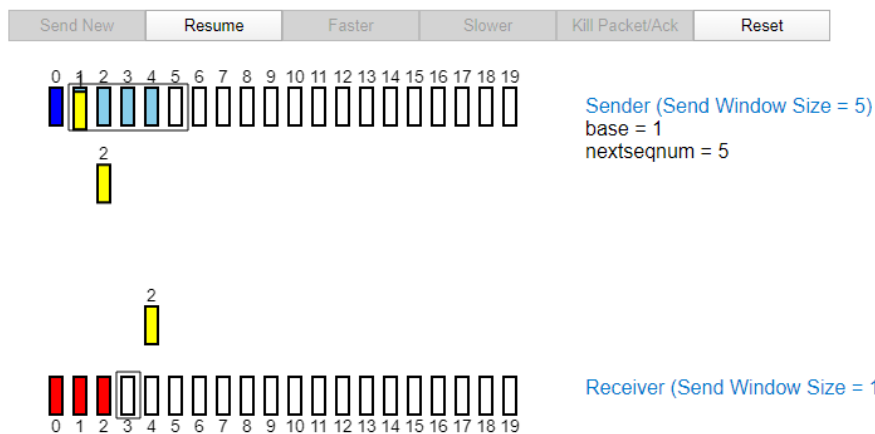 Send New Resume Faster Slower Kill Packet/Ack Reset
0 1 2 3 4 5 6 7 8 9 10 11 12 13 14 15 16 17 18 19
Sender (Send Window Size = 5)
base = 1
nextseqnum = 5
2
2
Receiver (Send Window Size = 1
0 1 2 3 4 5 6 7 8 9 10 11 12 13 14 15 16 17 18 19